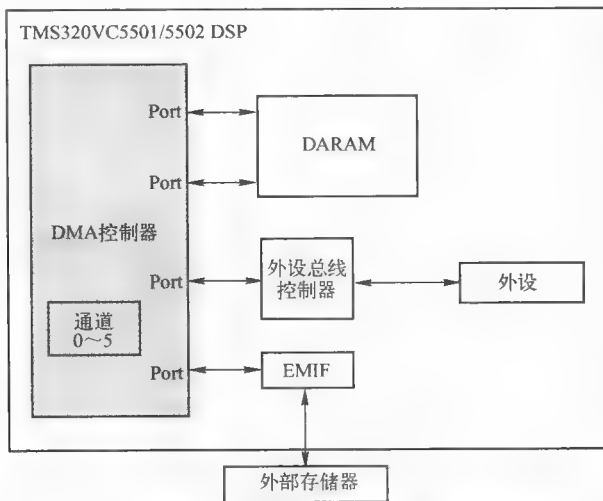 TMS320VC5501/5502 DSP
Port
DARAM
Port
DMA控制器
Port
外设总线
控制器
外设
通道
0～5
Port
EMIF
外部存储器